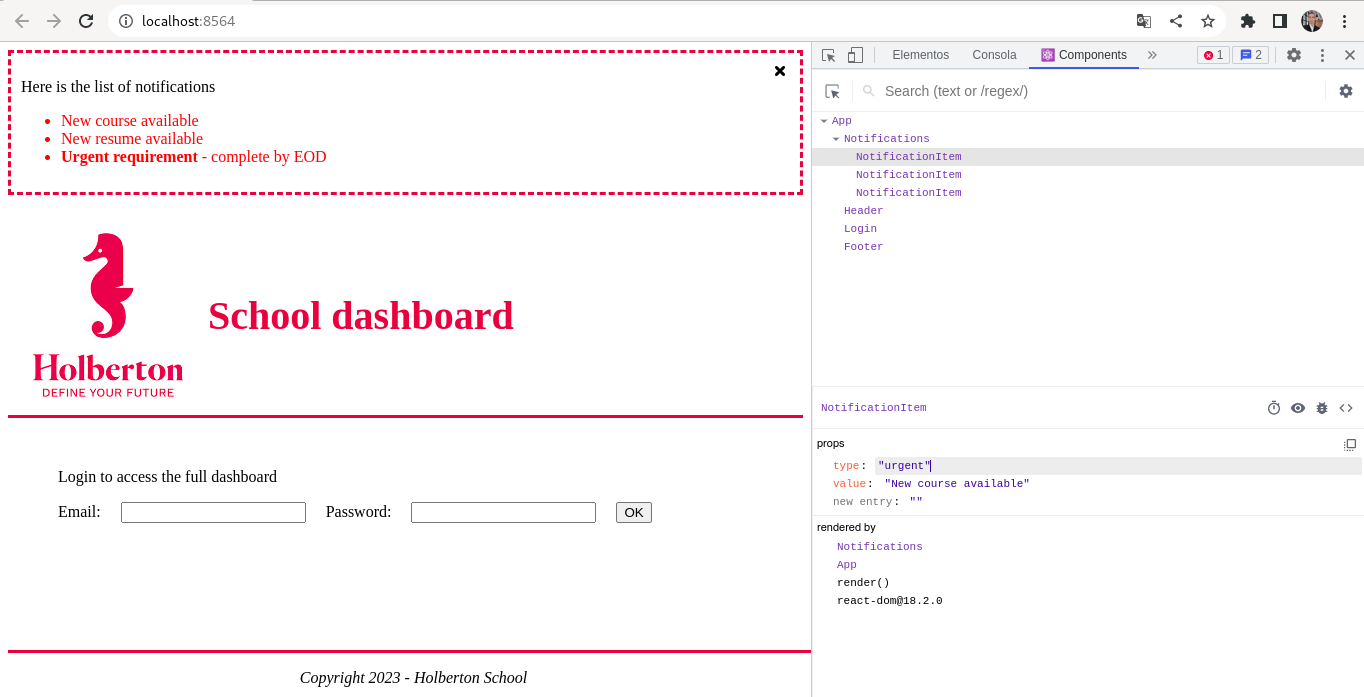 localhost:8564
Here is the list of notifications
New course available
New resume available
Urgent requirement - complete by EOD
Holberton
DEFINE YOUR FUTURE
School dashboard
Login to access the full dashboard
Email: Password: OK
Copyright 2023 - Holberton School
Elementos Consola Components » 1 2
Search (text or /regex/)
App
Notifications
NotificationItem
NotificationItem
NotificationItem
Header
Login
Footer
NotificationItem
props
type: "urgent"
value: "New course available"
new entry: ""
rendered by
Notifications
App
render()
react-dom@18.2.0